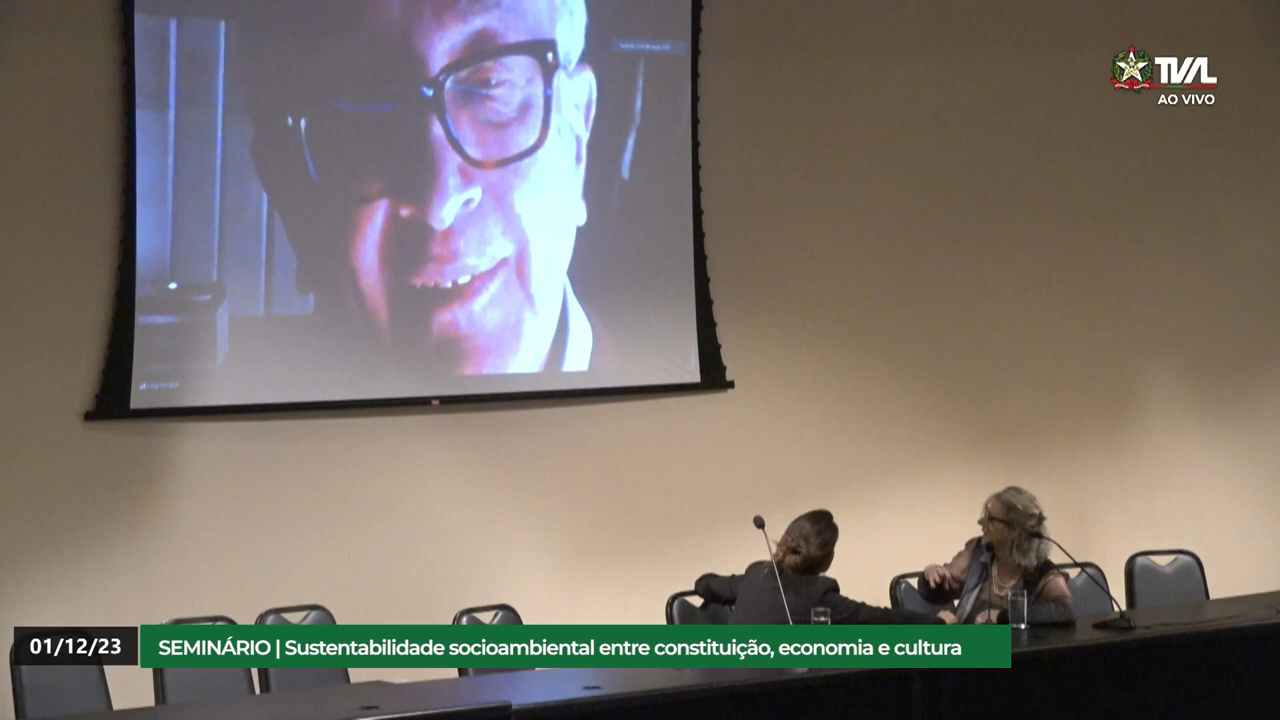 TVAL
AO VIVO
01/12/23
SEMINÁRIO | Sustentabilidade socioambiental entre constituição, economia e cultura